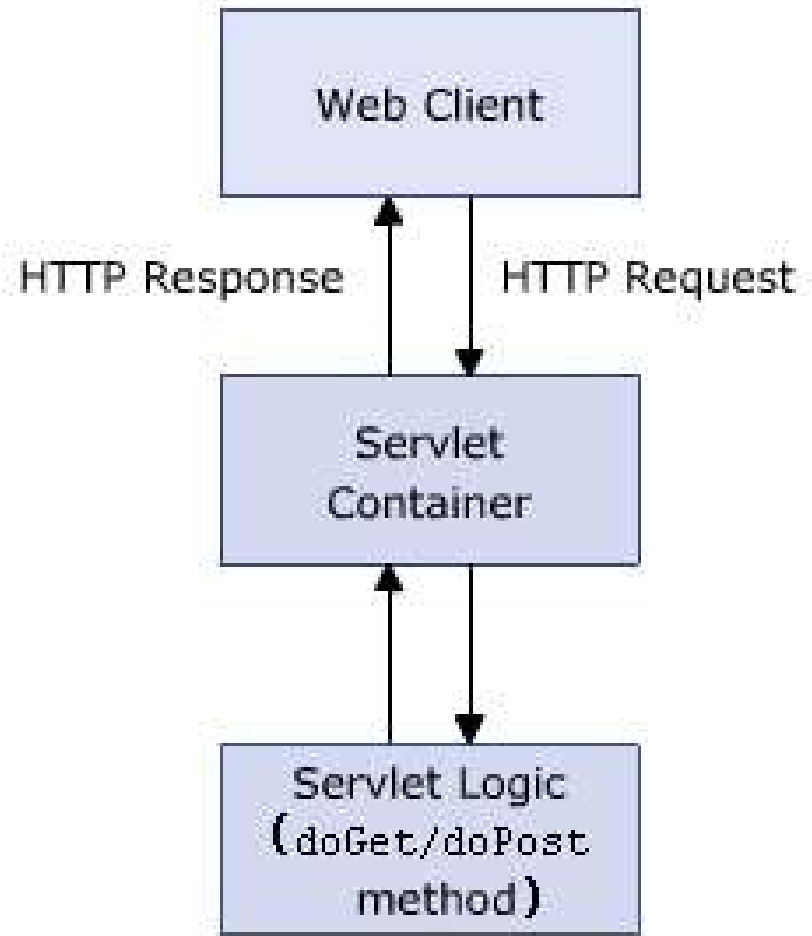 Web Client
HTTP Response
HTTP Request
Servlet
Container
Servlet Logic
(doGet/doPost
method)